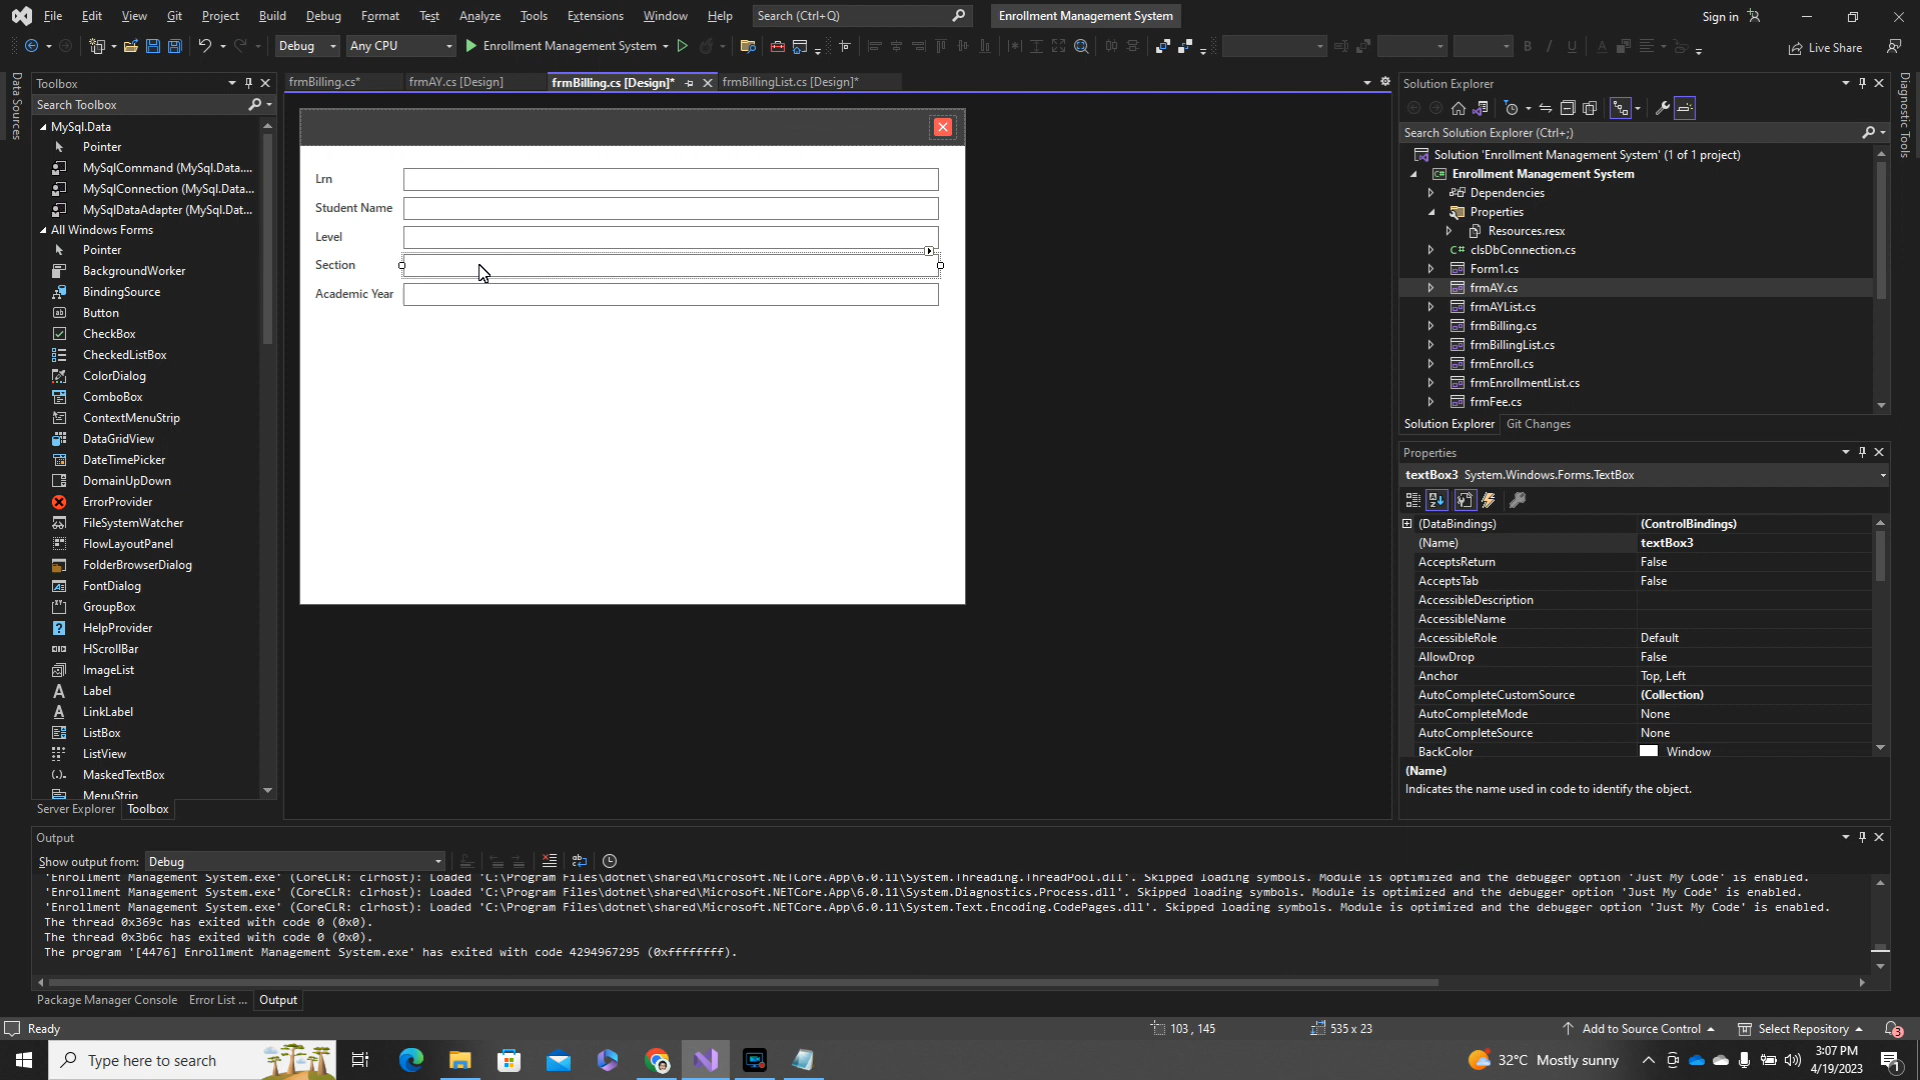 File Edit View Git Project Build Debug Format Test Analyze Tools Extensions Window Help Search (Ctrl+Q) Enrollment Management System Sign in
Debug Any CPU Enrollment Management System Live Share
Data Sources
Toolbox
Search Toolbox
MySql.Data
Pointer
MySqlCommand (MySql.Data....
MySqlConnection (MySql.Data...
MySqlDataAdapter (MySql.Dat...
All Windows Forms
Pointer
BackgroundWorker
BindingSource
Button
CheckBox
CheckedListBox
ColorDialog
ComboBox
ContextMenuStrip
DataGridView
DateTimePicker
DomainUpDown
ErrorProvider
FileSystemWatcher
FlowLayoutPanel
FolderBrowserDialog
FontDialog
GroupBox
HelpProvider
HScrollBar
ImageList
Label
LinkLabel
ListBox
ListView
MaskedTextBox
MenuStrip
Server Explorer Toolbox
frmBilling.cs* frmAY.cs [Design] frmBilling.cs [Design]* frmBillingList.cs [Design]*
Lrn
Student Name
Level
Section
Academic Year
Solution Explorer
Search Solution Explorer (Ctrl+;)
Solution 'Enrollment Management System' (1 of 1 project)
Enrollment Management System
Dependencies
Properties
Resources.resx
clsDbConnection.cs
Form1.cs
frmAY.cs
frmAYList.cs
frmBilling.cs
frmBillingList.cs
frmEnroll.cs
frmEnrollmentList.cs
frmFee.cs
Solution Explorer Git Changes
Diagnostic Tools
Properties
textBox3 System.Windows.Forms.TextBox
(DataBindings) (ControlBindings)
(Name) textBox3
AcceptsReturn False
AcceptsTab False
AccessibleDescription
AccessibleName
AccessibleRole Default
AllowDrop False
Anchor Top, Left
AutoCompleteCustomSource (Collection)
AutoCompleteMode None
AutoCompleteSource None
BackColor Window
(Name)
Indicates the name used in code to identify the object.
Output
Show output from: Debug
'Enrollment Management System.exe' (CoreCLR: clrhost): Loaded 'C:\Program Files\dotnet\shared\Microsoft.NETCore.App\6.0.11\System.Threading.ThreadPool.dll'. Skipped loading symbols. Module is optimized and the debugger option 'Just My Code' is enabled.
'Enrollment Management System.exe' (CoreCLR: clrhost): Loaded 'C:\Program Files\dotnet\shared\Microsoft.NETCore.App\6.0.11\System.Diagnostics.Process.dll'. Skipped loading symbols. Module is optimized and the debugger option 'Just My Code' is enabled.
'Enrollment Management System.exe' (CoreCLR: clrhost): Loaded 'C:\Program Files\dotnet\shared\Microsoft.NETCore.App\6.0.11\System.Text.Encoding.CodePages.dll'. Skipped loading symbols. Module is optimized and the debugger option 'Just My Code' is enabled.
The thread 0x369c has exited with code 0 (0x0).
The thread 0x3b6c has exited with code 0 (0x0).
The program '[4476] Enrollment Management System.exe' has exited with code 4294967295 (0xffffffff).
Package Manager Console Error List ... Output
Ready 103 , 145 535 x 23 Add to Source Control Select Repository 3
Type here to search 32°C Mostly sunny 3:07 PM
4/19/2023 1